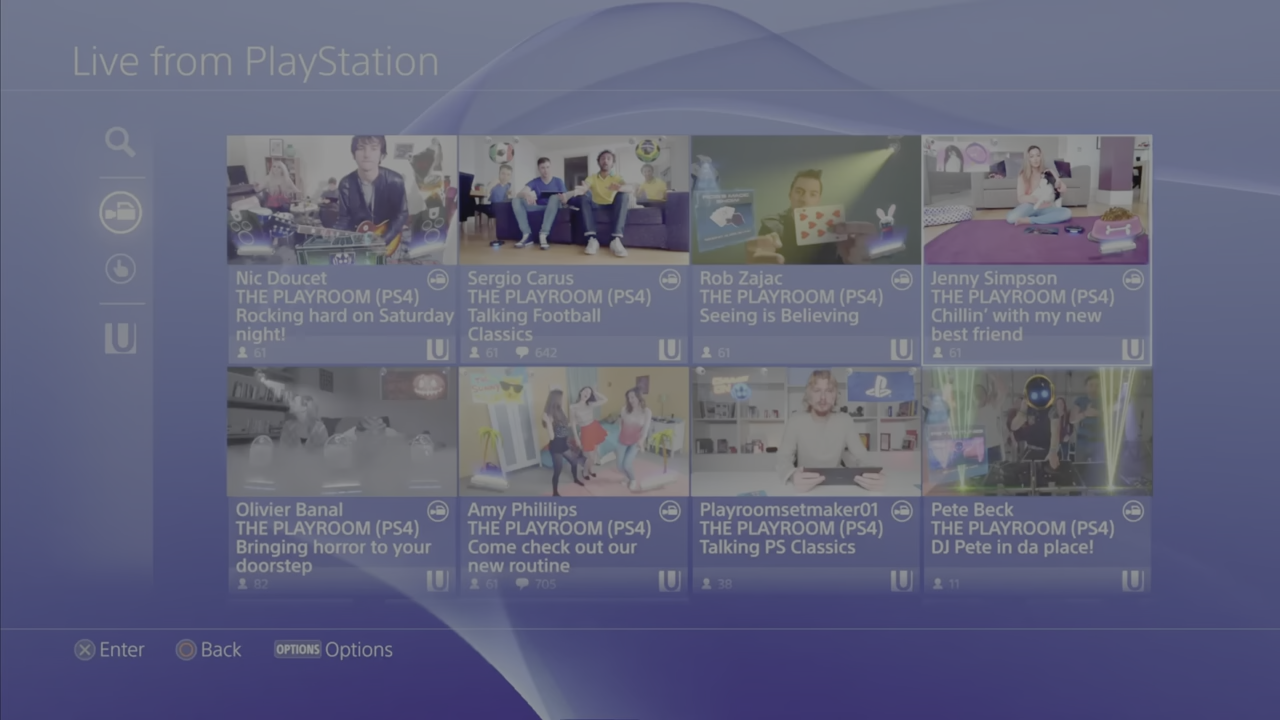 Live from PlayStation
Nic Doucet
THE PLAYROOM (PS4)
Rocking hard on Saturday
night!
61
Sergio Carus
THE PLAYROOM (PS4)
Talking Football
Classics
61 642
Rob Zajac
THE PLAYROOM (PS4)
Seeing is Believing
61
Jenny Simpson
THE PLAYROOM (PS4)
Chillin' with my new
best friend
61
Olivier Banal
THE PLAYROOM (PS4)
Bringing horror to your
doorstep
82
Amy Phililips
THE PLAYROOM (PS4)
Come check out our
new routine
61 705
Playroomsetmaker01
THE PLAYROOM (PS4)
Talking PS Classics
38
Pete Beck
THE PLAYROOM (PS4)
DJ Pete in da place!
11
Enter Back OPTIONS Options